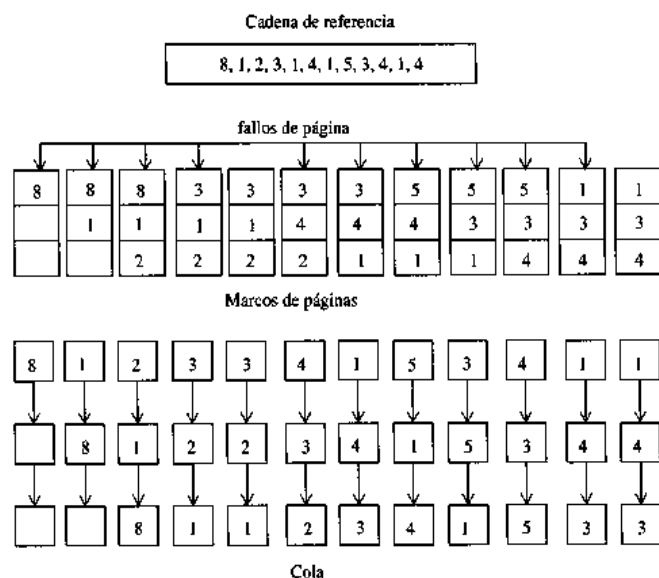 Cadena de referencia
8, 1, 2, 3, 1, 4, 1, 5, 3, 4, 1, 4
fallos de página
8 8 8 3 3 3 3 5 5 5 1 1
1 1 1 1 4 4 4 3 3 3 3
2 2 2 2 1 1 1 4 4 4
Marcos de páginas
8 1 2 3 3 4 1 5 3 4 1 1
8 1 2 2 3 4 1 5 3 4 4
8 1 1 2 3 4 1 5 3 3
Cola